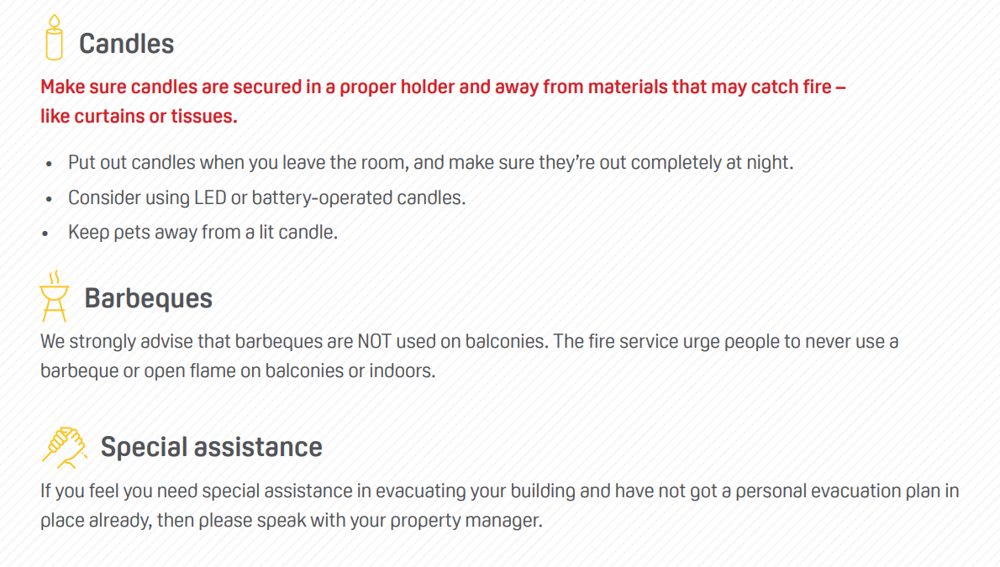 Candles
Make sure candles are secured in a proper holder and away from materials that may catch fire –
like curtains or tissues.
• Put out candles when you leave the room, and make sure they're out completely at night.
• Consider using LED or battery-operated candles.
• Keep pets away from a lit candle.
Barbeques
We strongly advise that barbeques are NOT used on balconies. The fire service urge people to never use a
barbeque or open flame on balconies or indoors.
Special assistance
If you feel you need special assistance in evacuating your building and have not got a personal evacuation plan in
place already, then please speak with your property manager.